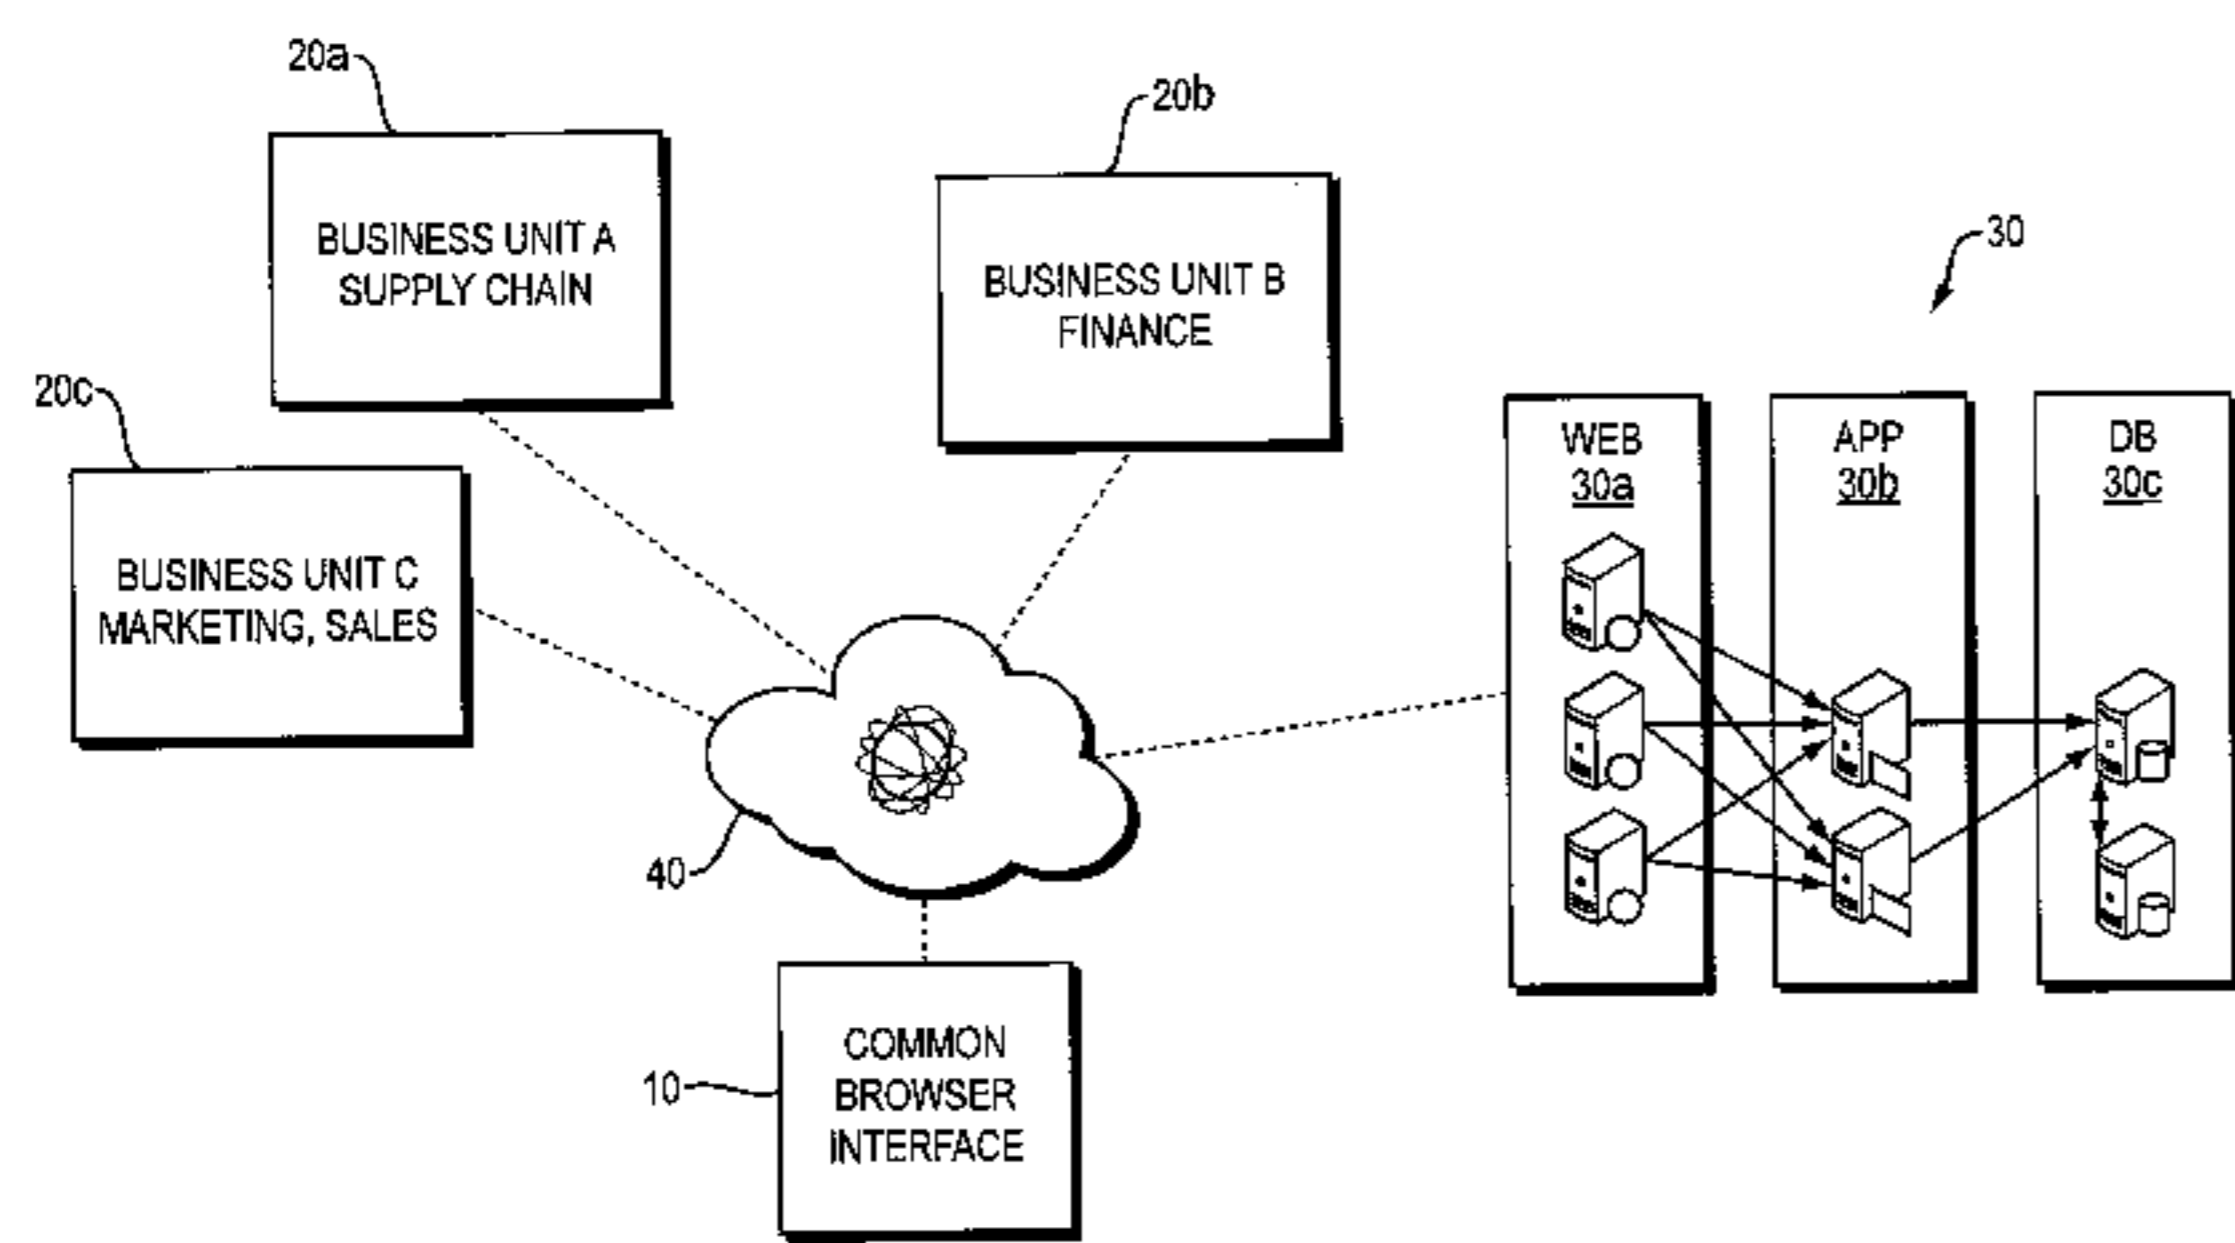 20a
20b
BUSINESS UNIT A
SUPPLY CHAIN
30
BUSINESS UNIT B
FINANCE
20c
WEB
30a
APP
30b
DB
30c
BUSINESS UNIT C
MARKETING, SALES
40
10
COMMON
BROWSER
INTERFACE